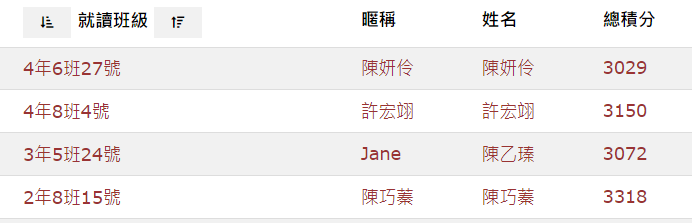 就讀班級 暱稱 姓名 總積分
4年6班27號 陳妍伶 陳妍伶 3029
4年8班4號 許宏翊 許宏翊 3150
3年5班24號 Jane 陳乙瑧 3072
2年8班15號 陳巧蓁 陳巧蓁 3318